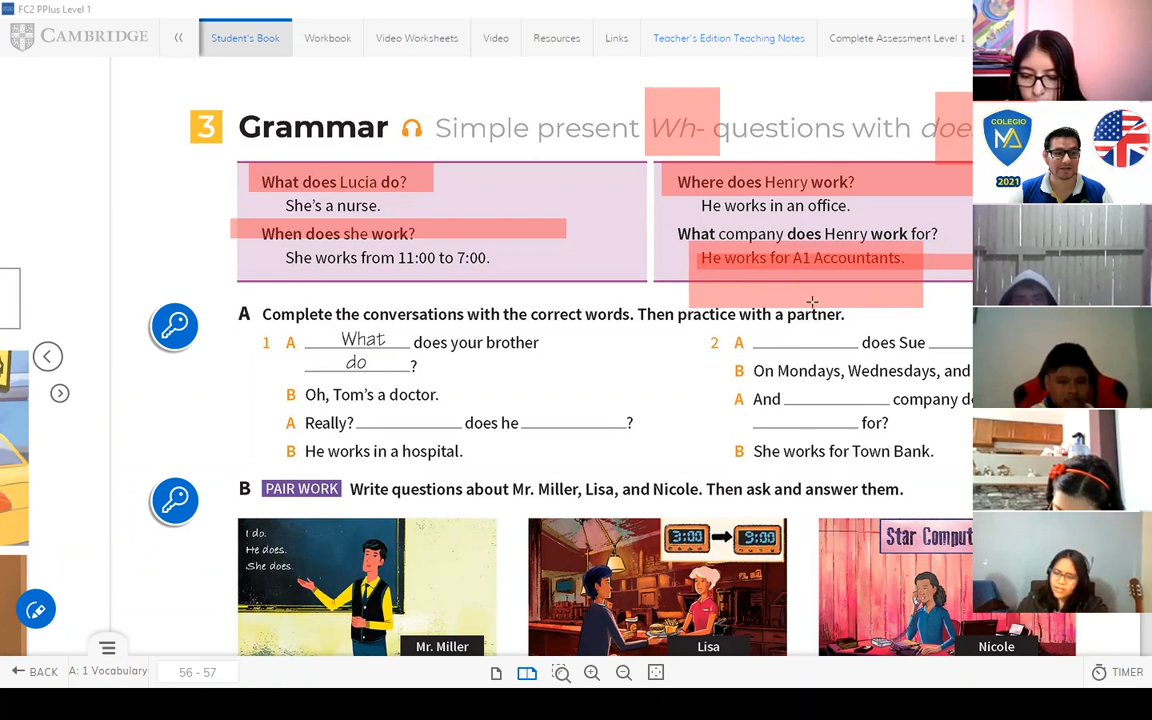 FC2 PPlus Level 1
CAMBRIDGE
Student's Book
Workbook
Video Worksheets
Video
Resources
Links
Teacher's Edition Teaching Notes
Complete Assessment Level 1
3 Grammar Simple present Wh- questions with
COLEGIO
MA
2021
What does Lucia do?
She's a nurse.
When does she work?
She works from 11:00 to 7:00.
Where does Henry work?
He works in an office.
What company does Henry work for?
He works for A1 Accountants.
A Complete the conversations with the correct words. Then practice with a partner.
1 A What does your brother
do ?
B Oh, Tom's a doctor.
A Really? __________ does he __________?
B He works in a hospital.
2 A __________ does Sue
B On Mondays, Wednesdays, and
A And __________ company
__________ for?
B She works for Town Bank.
B PAIR WORK Write questions about Mr. Miller, Lisa, and Nicole. Then ask and answer them.
I do.
He does.
She does.
Mr. Miller
3:00 9:00
Lisa
Star
Nicole
BACK
A: 1 Vocabulary
56 - 57
TIMER